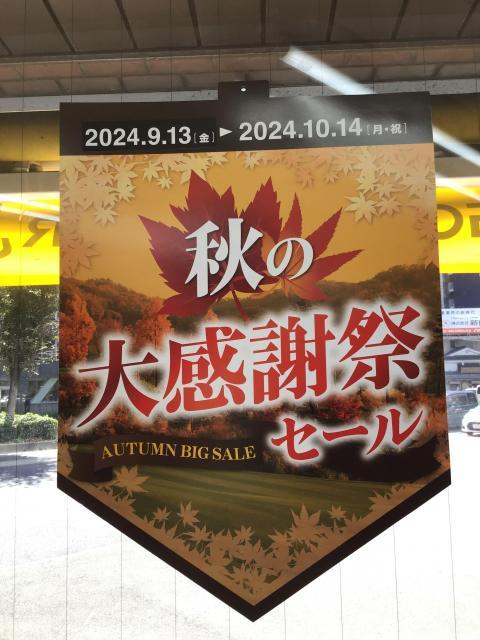 2024.9.13[金]▶2024.10.14[月・祝]
秋の
大感謝祭
セール
AUTUMN BIG SALE